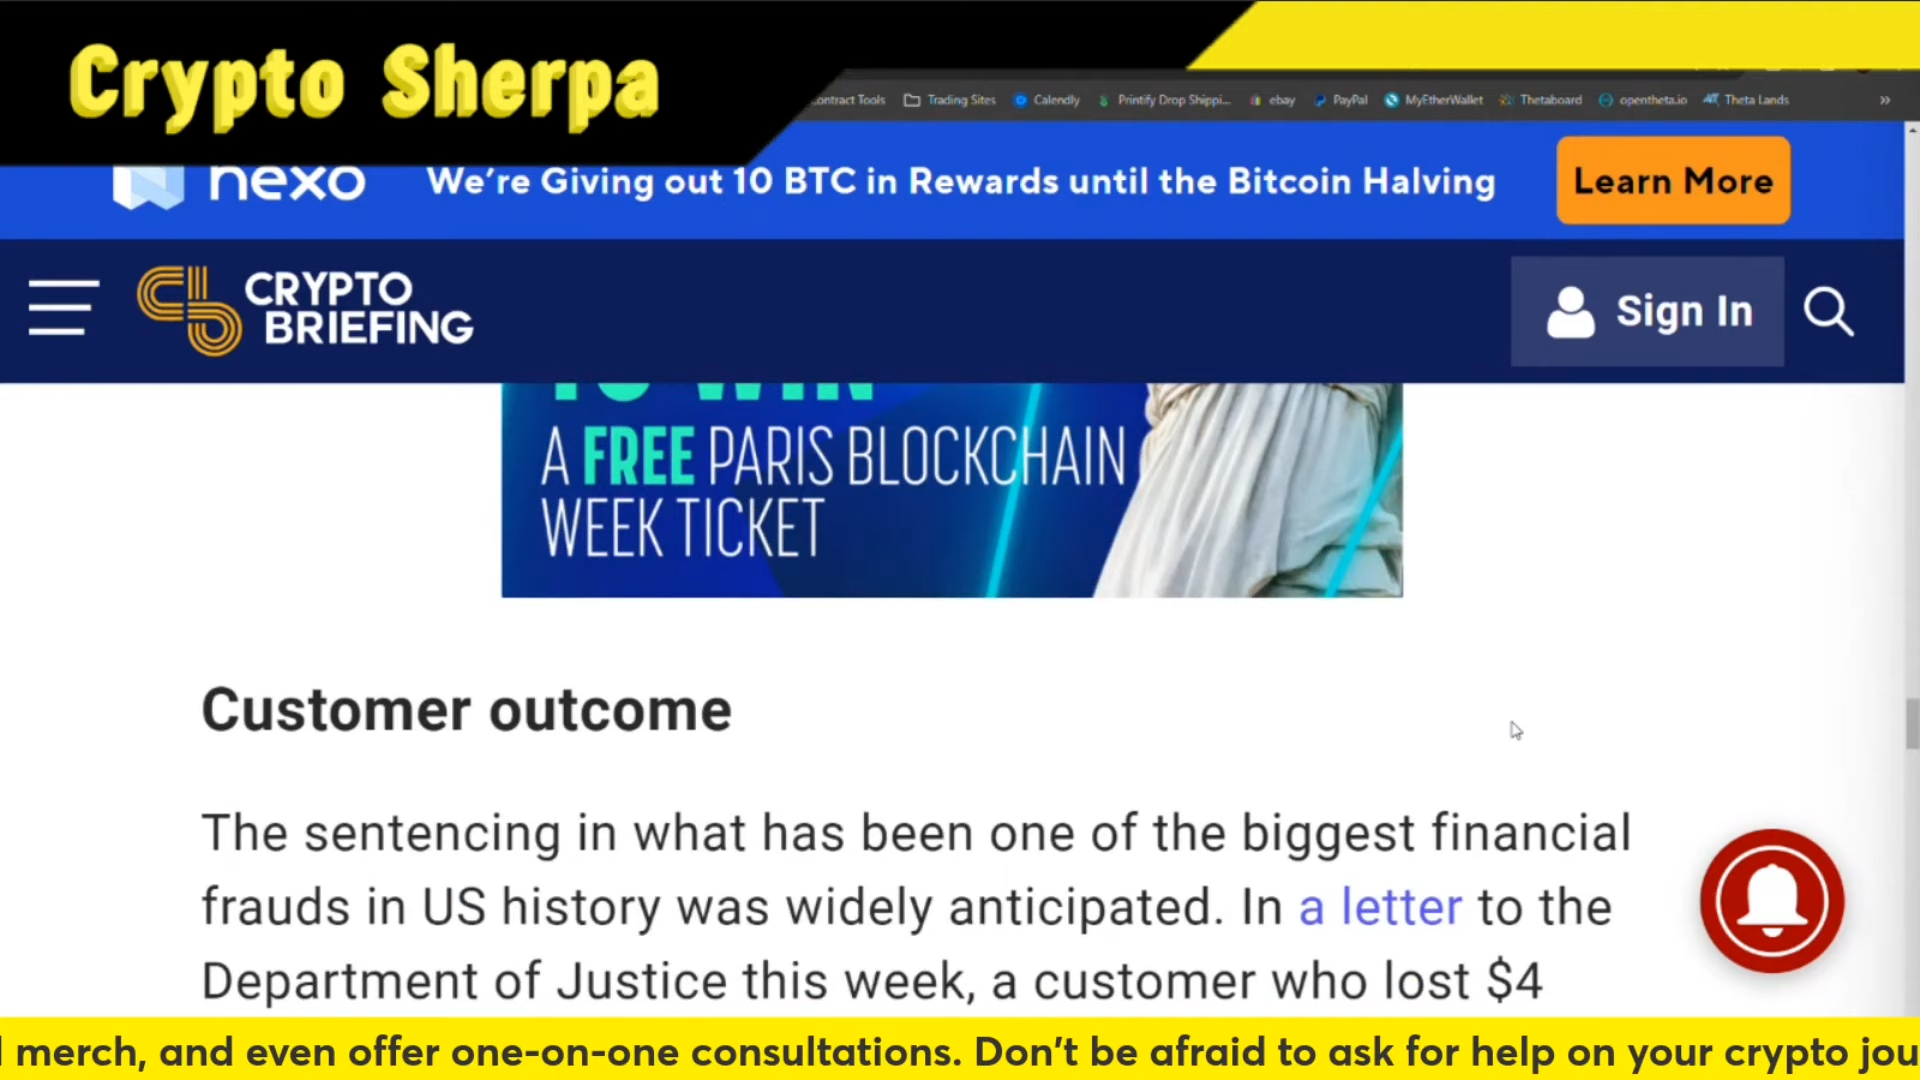 Crypto Sherpa
Contract Tools Trading Sites Calendly Printify Drop Shippi... ebay PayPal MyEtherWallet Thetaboard opentheta.io Theta Lands »
nexo We're Giving out 10 BTC in Rewards until the Bitcoin Halving Learn More
CRYPTO
BRIEFING
Sign In
TO WIN
A FREE PARIS BLOCKCHAIN
WEEK TICKET
Customer outcome
The sentencing in what has been one of the biggest financial
frauds in US history was widely anticipated. In a letter to the
Department of Justice this week, a customer who lost $4
merch, and even offer one-on-one consultations. Don't be afraid to ask for help on your crypto jou